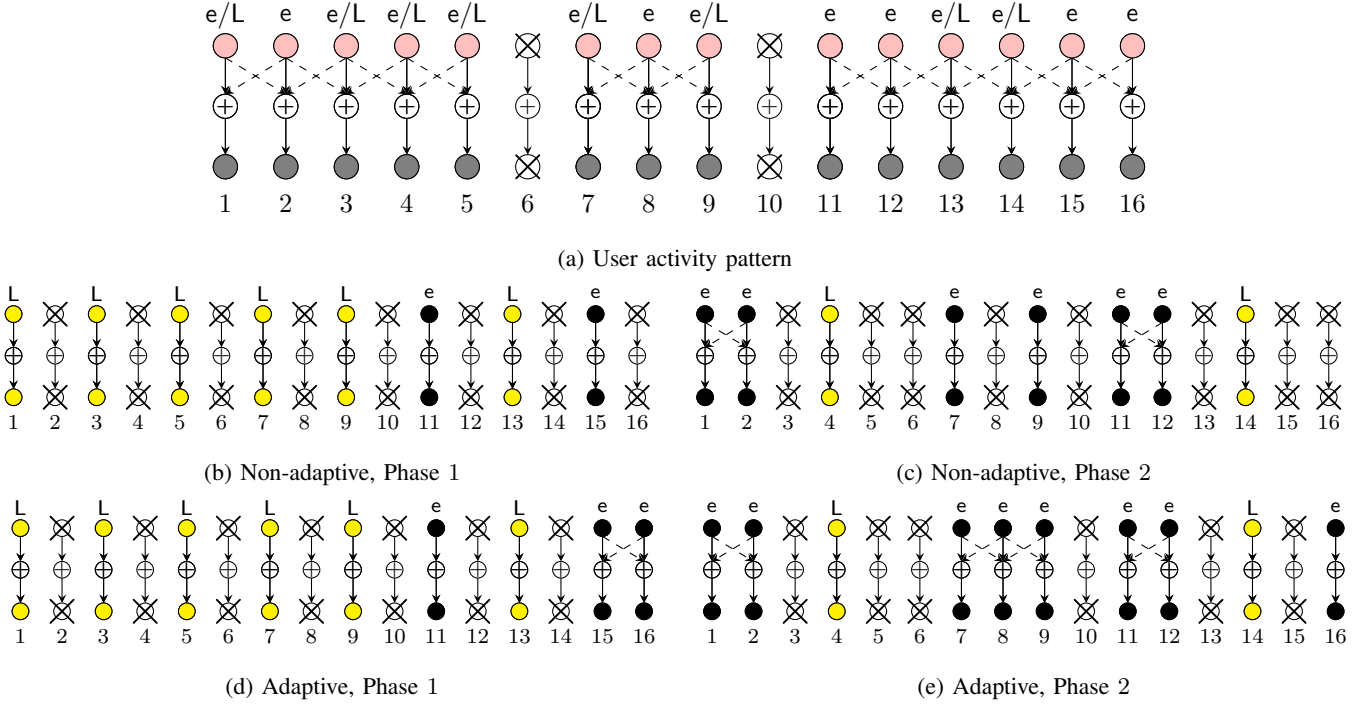 e/L e e/L e/L e/L e/L e e/L e e e/L e/L e e
1 2 3 4 5 6 7 8 9 10 11 12 13 14 15 16
(a) User activity pattern
L L L L L e L e
1 2 3 4 5 6 7 8 9 10 11 12 13 14 15 16
(b) Non-adaptive, Phase 1
e e L e e e e L
1 2 3 4 5 6 7 8 9 10 11 12 13 14 15 16
(c) Non-adaptive, Phase 2
L L L L L e L e e
1 2 3 4 5 6 7 8 9 10 11 12 13 14 15 16
(d) Adaptive, Phase 1
e e L e e e e e L e
1 2 3 4 5 6 7 8 9 10 11 12 13 14 15 16
(e) Adaptive, Phase 2